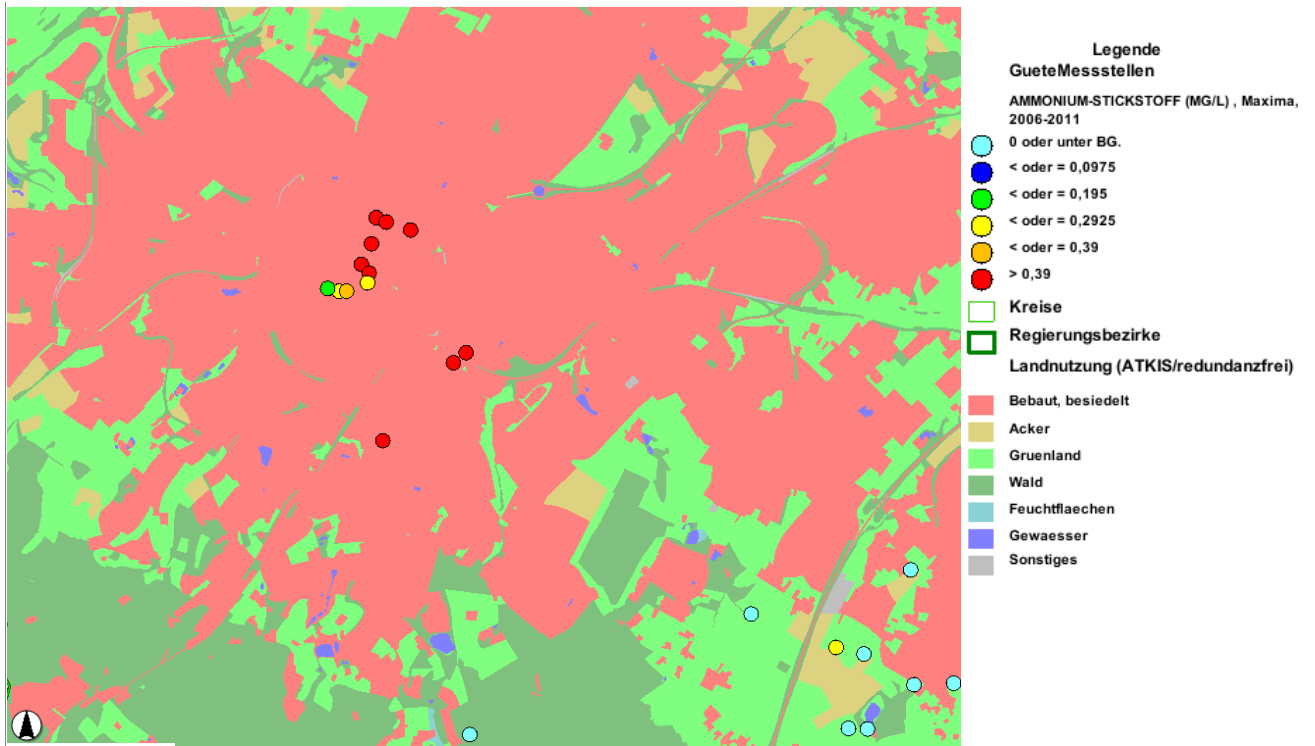 Legende
GueteMessstellen
AMMONIUM-STICKSTOFF (MG/L) , Maxima,
2006-2011
0 oder unter BG.
< oder = 0,0975
< oder = 0,195
< oder = 0,2925
< oder = 0,39
> 0,39
Kreise
Regierungsbezirke
Landnutzung (ATKIS/redundanzfrei)
Bebaut, besiedelt
Acker
Gruenland
Wald
Feuchtflaechen
Gewaesser
Sonstiges